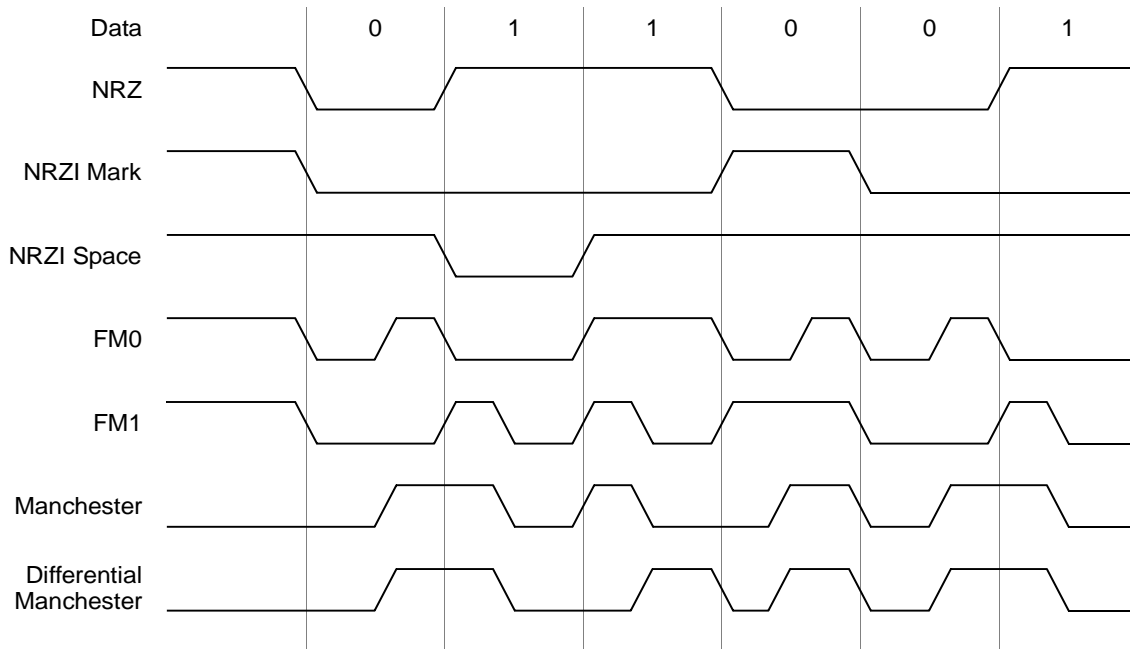 Data 0 1 1 0 0 1
NRZ
NRZI Mark
NRZI Space
FM0
FM1
Manchester
Differential
Manchester